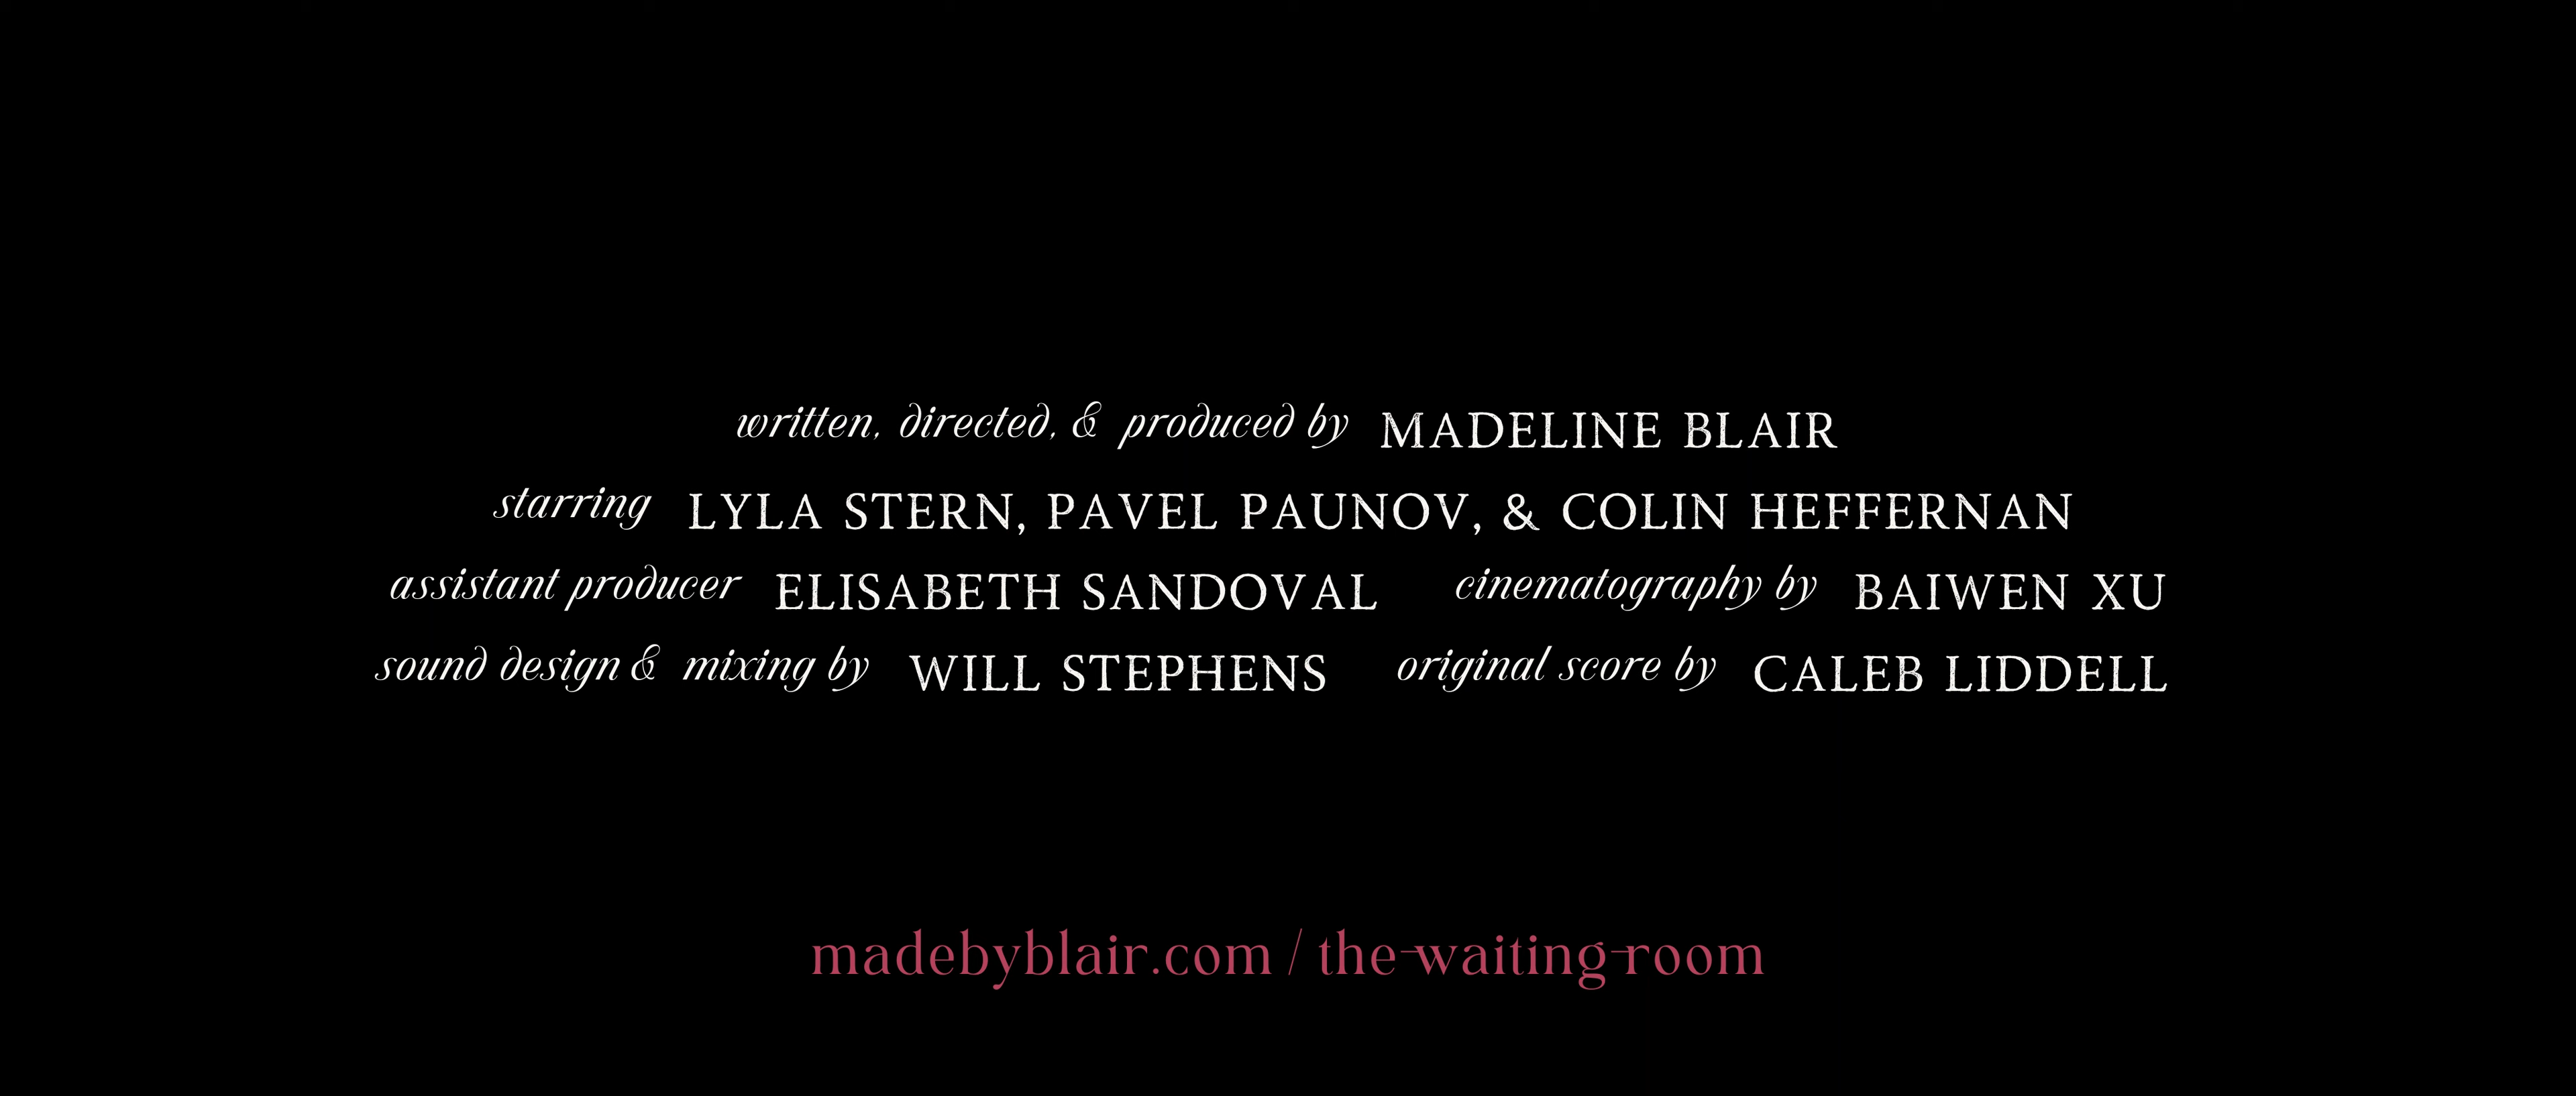 written, directed, & produced by MADELINE BLAIR
starring LYLA STERN, PAVEL PAUNOV, & COLIN HEFFERNAN
assistant producer ELISABETH SANDOVAL cinematography by BAIWEN XU
sound design & mixing by WILL STEPHENS original score by CALEB LIDDELL
madebyblair.com / the-waiting-room